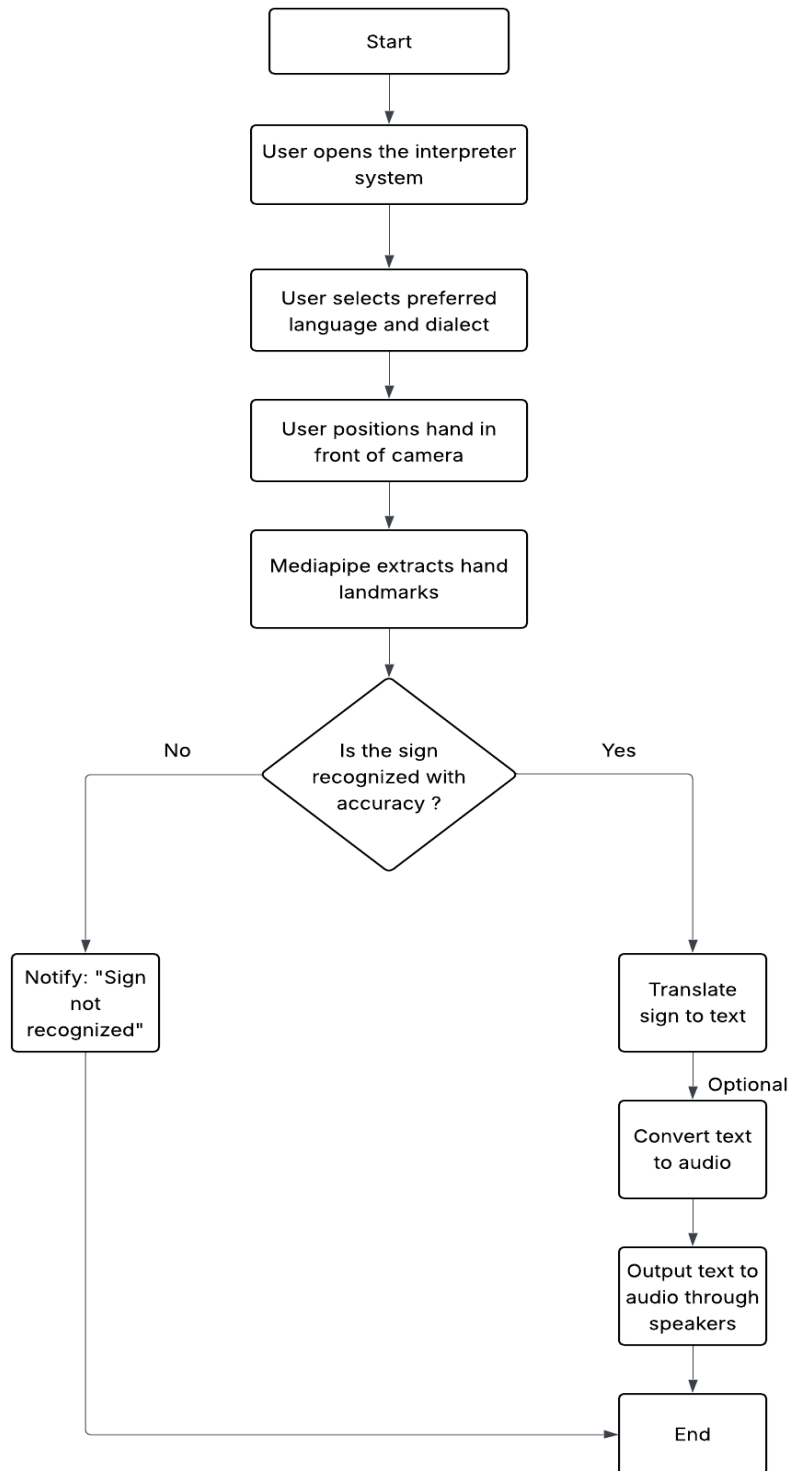 Start
User opens the interpreter
system
User selects preferred
language and dialect
User positions hand in
front of camera
Mediapipe extracts hand
landmarks
Is the sign
recognized with
accuracy ?
No
Yes
Notify: "Sign
not
recognized"
Translate
sign to text
Optional
Convert text
to audio
Output text to
audio through
speakers
End